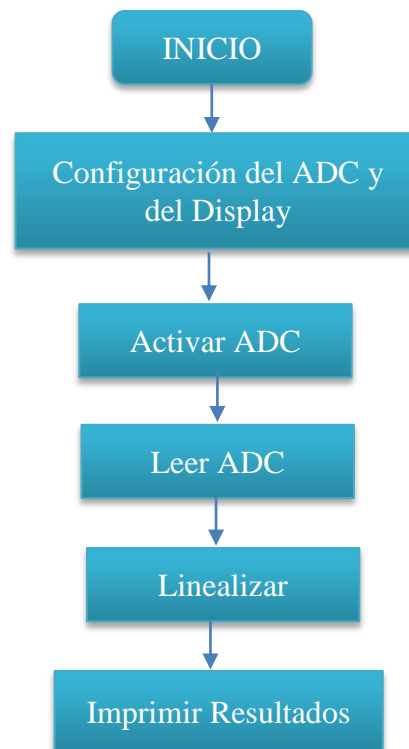 INICIO
Configuración del ADC y
del Display
Activar ADC
Leer ADC
Linealizar
Imprimir Resultados